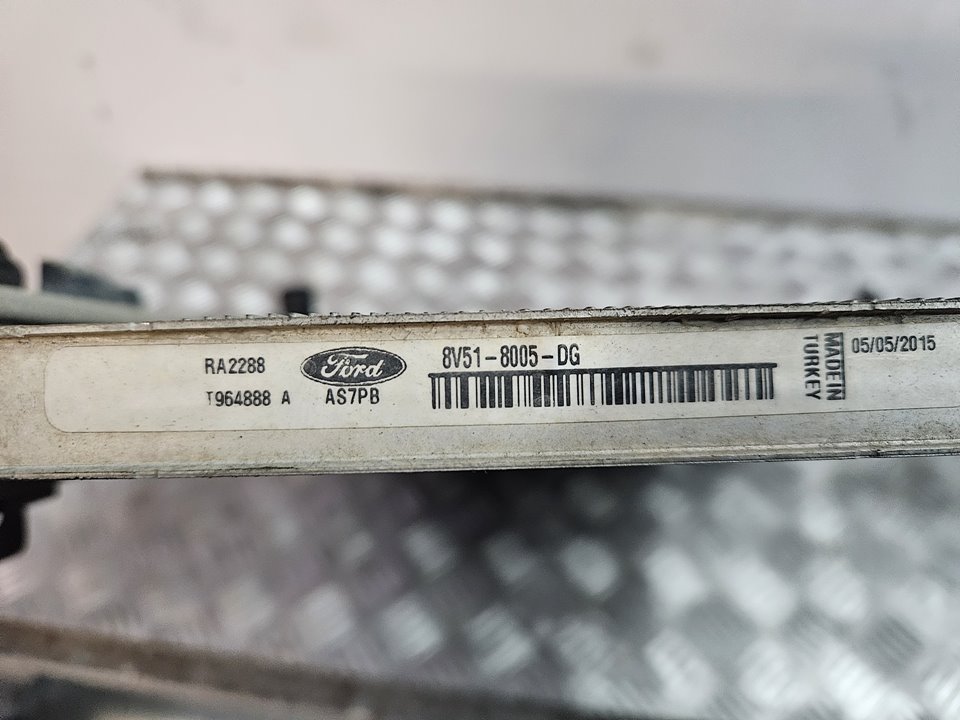 RA2288
T964888 A
Ford
AS7PB
8V51-8005-DG
MADE IN
TURKEY
05/05/2015